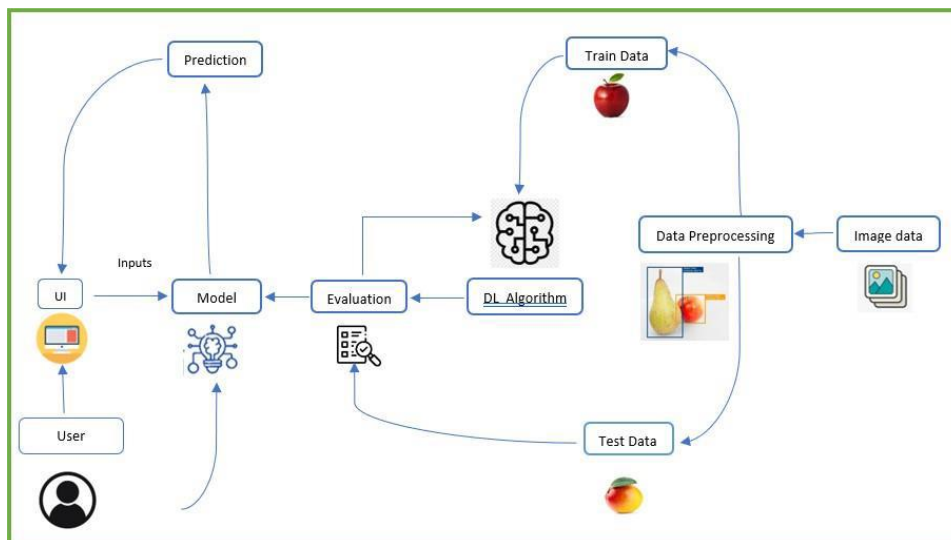 Prediction
Train Data
Data Preprocessing
Image data
Inputs
UI
Model
Evaluation
DL Algorithm
User
Test Data